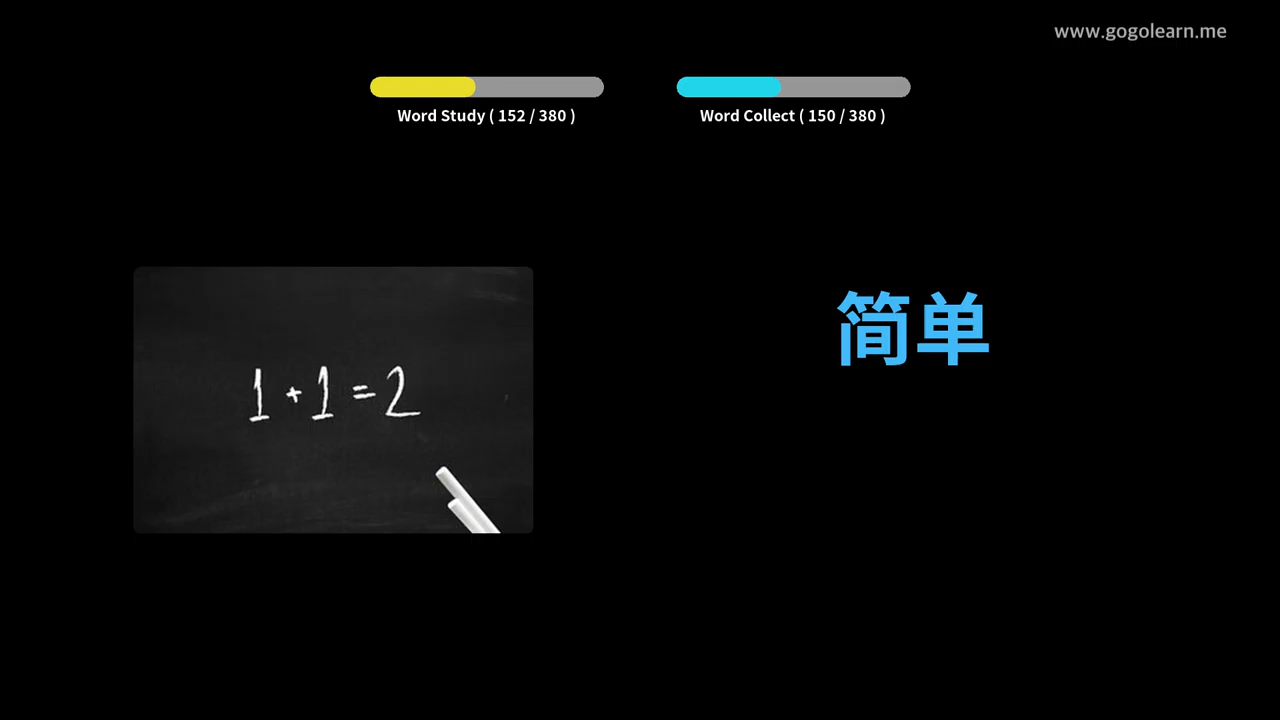 www.gogolearn.me
Word Study ( 152 / 380 )
Word Collect ( 150 / 380 )
1 + 1 = 2
简单